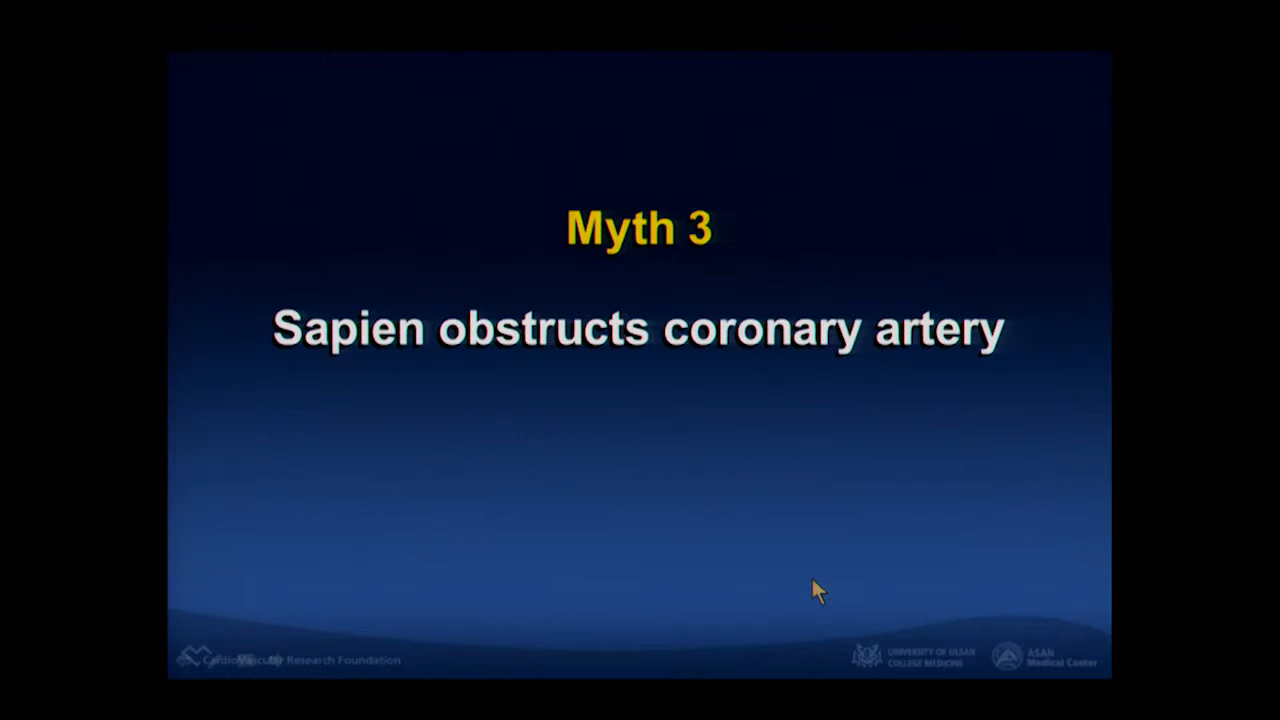 Myth 3
Sapien obstructs coronary artery
CardioVascular Research Foundation
UNIVERSITY OF ULSAN
COLLEGE MEDICINE
ASAN
Medical Center